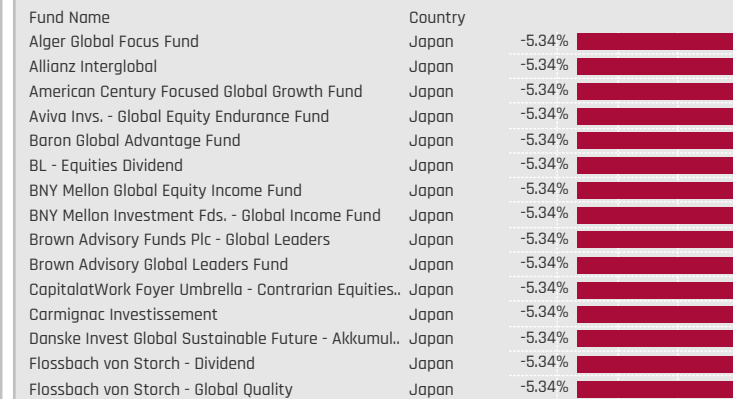 Fund Name Country
Alger Global Focus Fund Japan -5.34%
Allianz Interglobal Japan -5.34%
American Century Focused Global Growth Fund Japan -5.34%
Aviva Invs. - Global Equity Endurance Fund Japan -5.34%
Baron Global Advantage Fund Japan -5.34%
BL - Equities Dividend Japan -5.34%
BNY Mellon Global Equity Income Fund Japan -5.34%
BNY Mellon Investment Fds. - Global Income Fund Japan -5.34%
Brown Advisory Funds Plc - Global Leaders Japan -5.34%
Brown Advisory Global Leaders Fund Japan -5.34%
CapitalatWork Foyer Umbrella - Contrarian Equities.. Japan -5.34%
Carmignac Investissement Japan -5.34%
Danske Invest Global Sustainable Future - Akkumul.. Japan -5.34%
Flossbach von Storch - Dividend Japan -5.34%
Flossbach von Storch - Global Quality Japan -5.34%